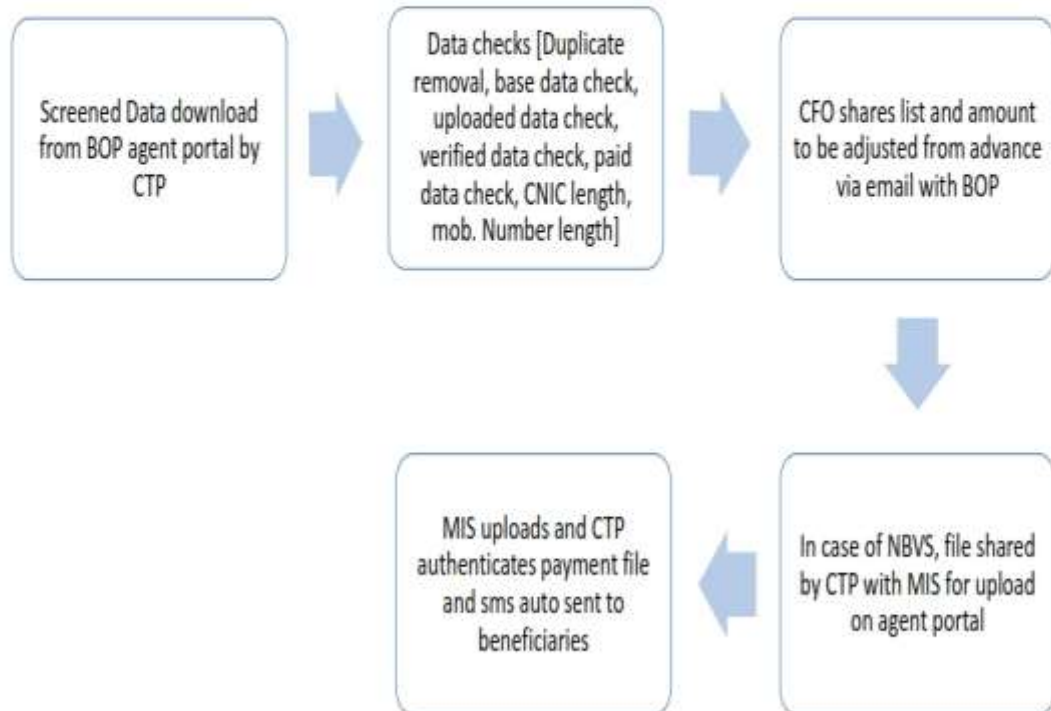 Screened Data download
from BOP agent portal by
CTP
Data checks [Duplicate
removal, base data check,
uploaded data check,
verified data check, paid
data check, CNIC length,
mob. Number length]
CFO shares list and amount
to be adjusted from advance
via email with BOP
In case of NBVS, file shared
by CTP with MIS for upload
on agent portal
MIS uploads and CTP
authenticates payment file
and sms auto sent to
beneficiaries